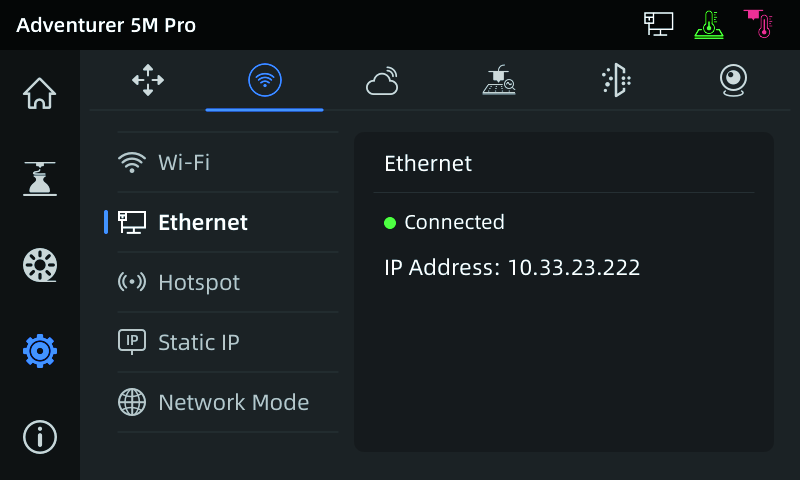 Adventurer 5M Pro
Wi-Fi
Ethernet
Hotspot
IP
Static IP
Network Mode
Ethernet
Connected
IP Address: 10.33.23.222